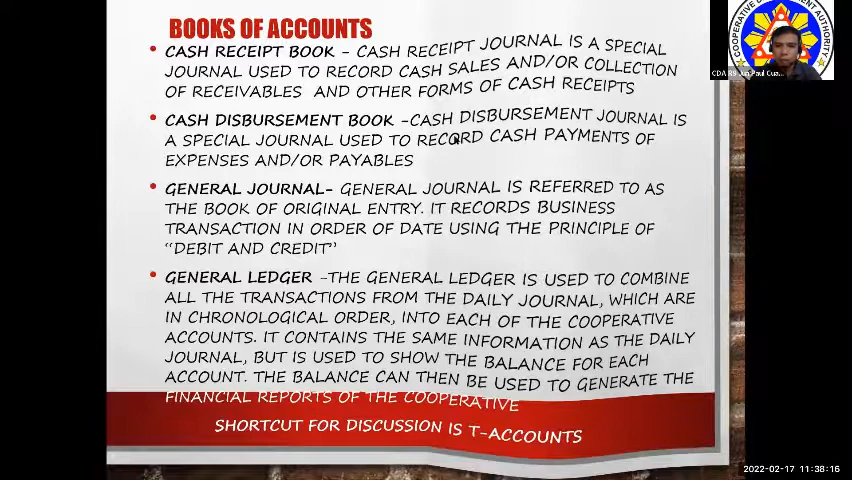 BOOKS OF ACCOUNTS
• CASH RECEIPT BOOK – CASH RECEIPT JOURNAL IS A SPECIAL
JOURNAL USED TO RECORD CASH SALES AND/OR COLLECTION
OF RECEIVABLES AND OTHER FORMS OF CASH RECEIPTS
• CASH DISBURSEMENT BOOK -CASH DISBURSEMENT JOURNAL IS
A SPECIAL JOURNAL USED TO RECORD CASH PAYMENTS OF
EXPENSES AND/OR PAYABLES
• GENERAL JOURNAL- GENERAL JOURNAL IS REFERRED TO AS
THE BOOK OF ORIGINAL ENTRY. IT RECORDS BUSINESS
TRANSACTION IN ORDER OF DATE USING THE PRINCIPLE OF
“DEBIT AND CREDIT”
• GENERAL LEDGER -THE GENERAL LEDGER IS USED TO COMBINE
ALL THE TRANSACTIONS FROM THE DAILY JOURNAL, WHICH ARE
IN CHRONOLOGICAL ORDER, INTO EACH OF THE COOPERATIVE
ACCOUNTS. IT CONTAINS THE SAME INFORMATION AS THE DAILY
JOURNAL, BUT IS USED TO SHOW THE BALANCE FOR EACH
ACCOUNT. THE BALANCE CAN THEN BE USED TO GENERATE THE
FINANCIAL REPORTS OF THE COOPERATIVE
SHORTCUT FOR DISCUSSION IS T-ACCOUNTS
COOPERATIVE AUTHORITY
CDA R9 Jun Paul Cua...
2022-02-17 11:38:16